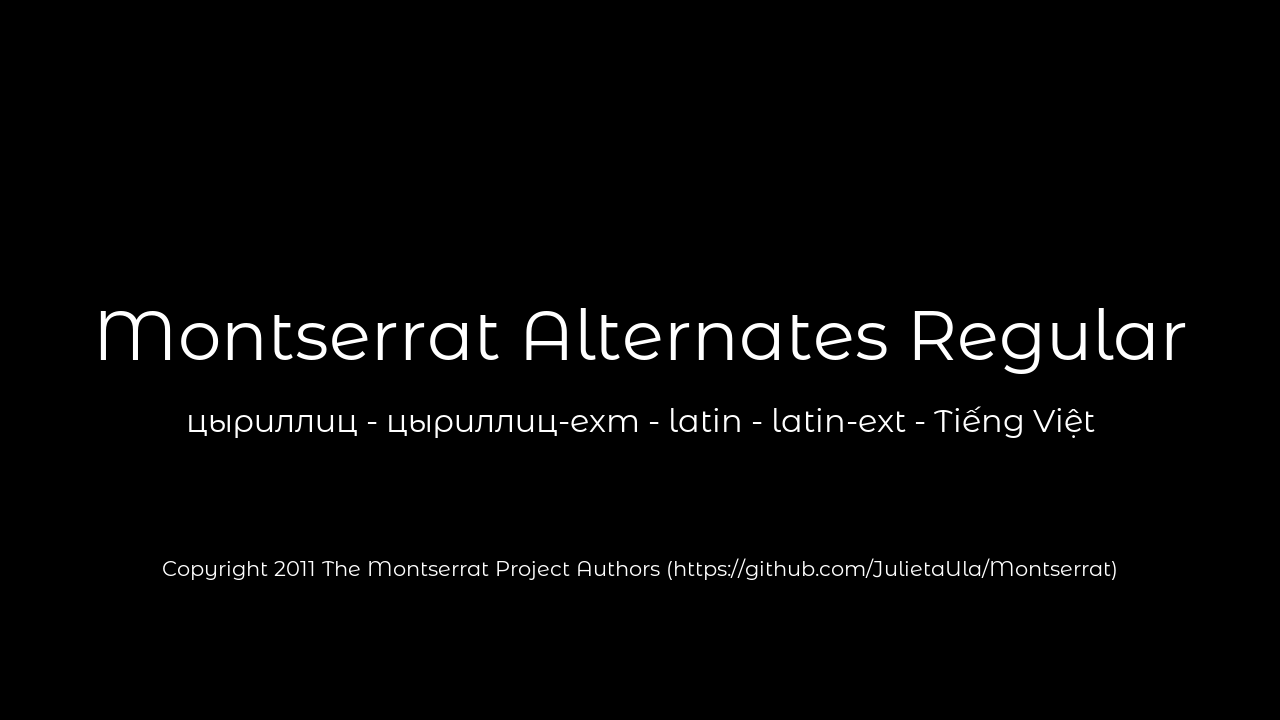 Montserrat Alternates Regular
цыриллиц - цыриллиц-ехт - latin - latin-ext - Tiếng Việt
Copyright 2011 The Montserrat Project Authors (https://github.com/JulietaUla/Montserrat)